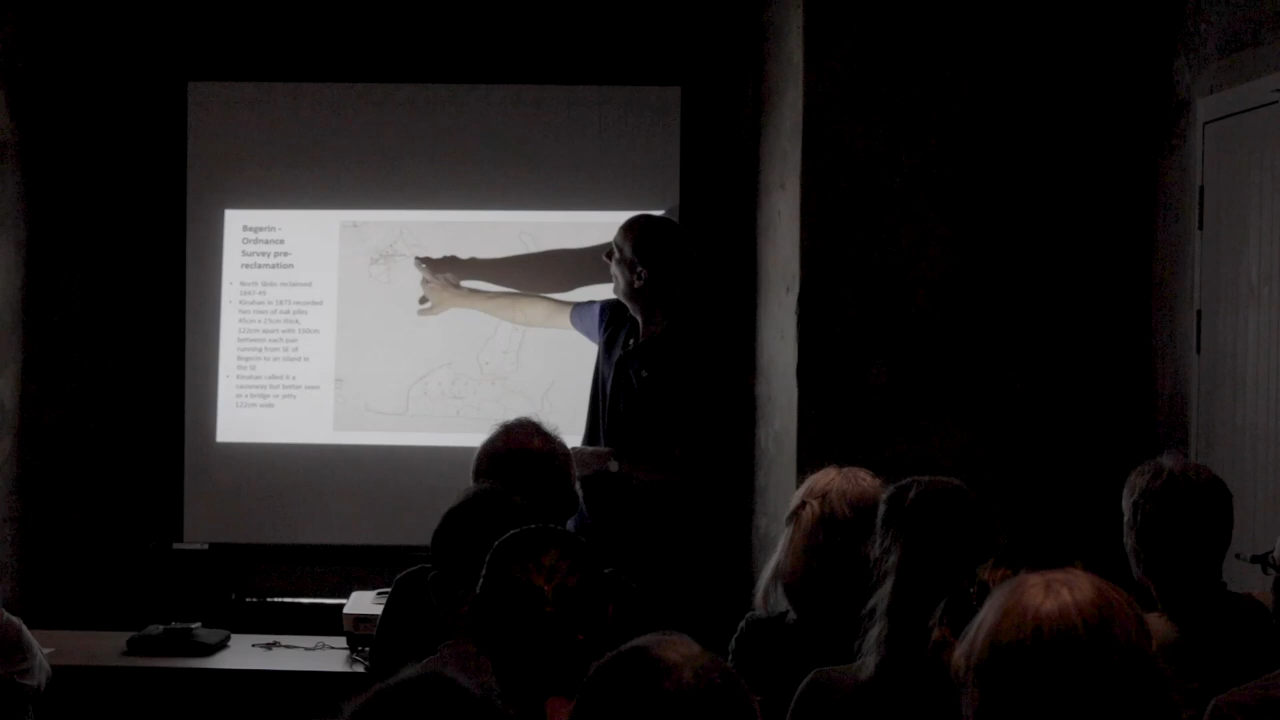 Begerin -
Ordnance
Survey pre-
reclamation
• North Slobs reclaimed
1847-49
• Kinahan in 1873 recorded
two rows of oak piles
45cm x 25cm thick,
122cm apart with 150cm
between each pair
running from SE of
Begerin to an island in
the SE
• Kinahan called it a
causeway but better seen
as a bridge or jetty
122cm wide